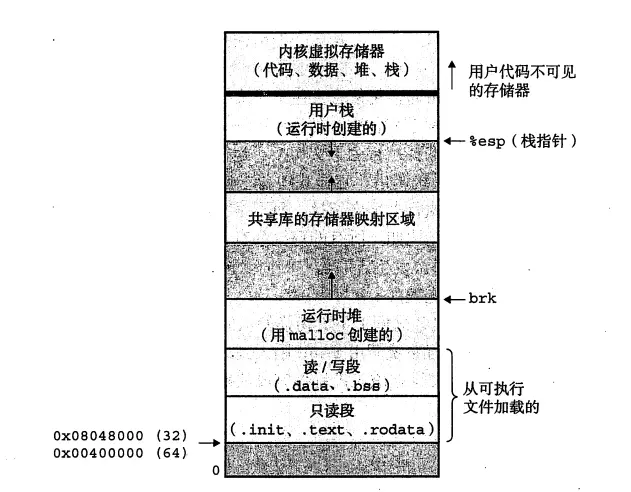 内核虚拟存储器
(代码、数据、堆、栈)
用户代码不可见
的存储器
用户栈
(运行时创建的)
%esp (栈指针)
共享库的存储器映射区域
brk
运行时堆
(用 malloc 创建的)
读/写段
(.data、.bss)
从可执行
文件加载的
只读段
(.init、.text、.rodata)
0x08048000 (32)
0x00400000 (64)
0